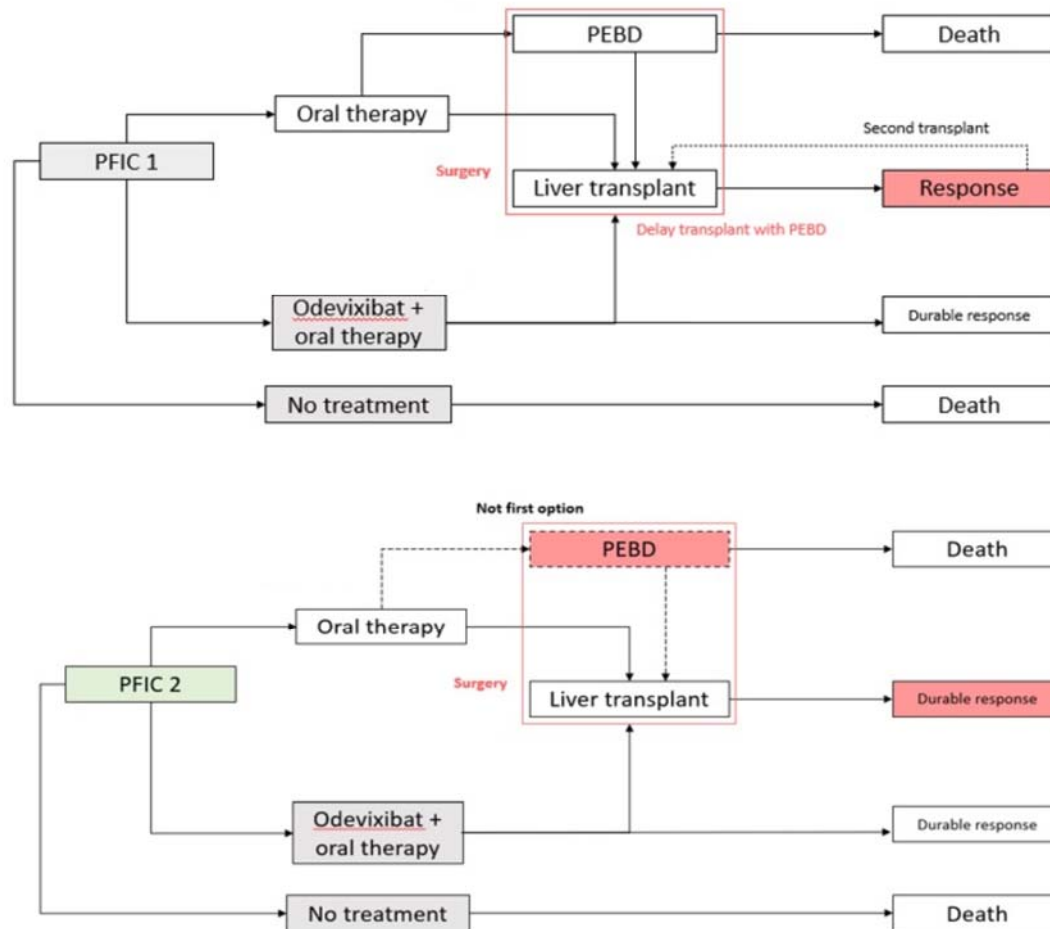 PEBD
Death
Oral therapy
Second transplant
PFIC 1
Surgery
Liver transplant
Response
Delay transplant with PEBD
Odevixibat +
oral therapy
Durable response
No treatment
Death
Not first option
PEBD
Death
Oral therapy
PFIC 2
Surgery
Liver transplant
Durable response
Odevixibat +
oral therapy
Durable response
No treatment
Death